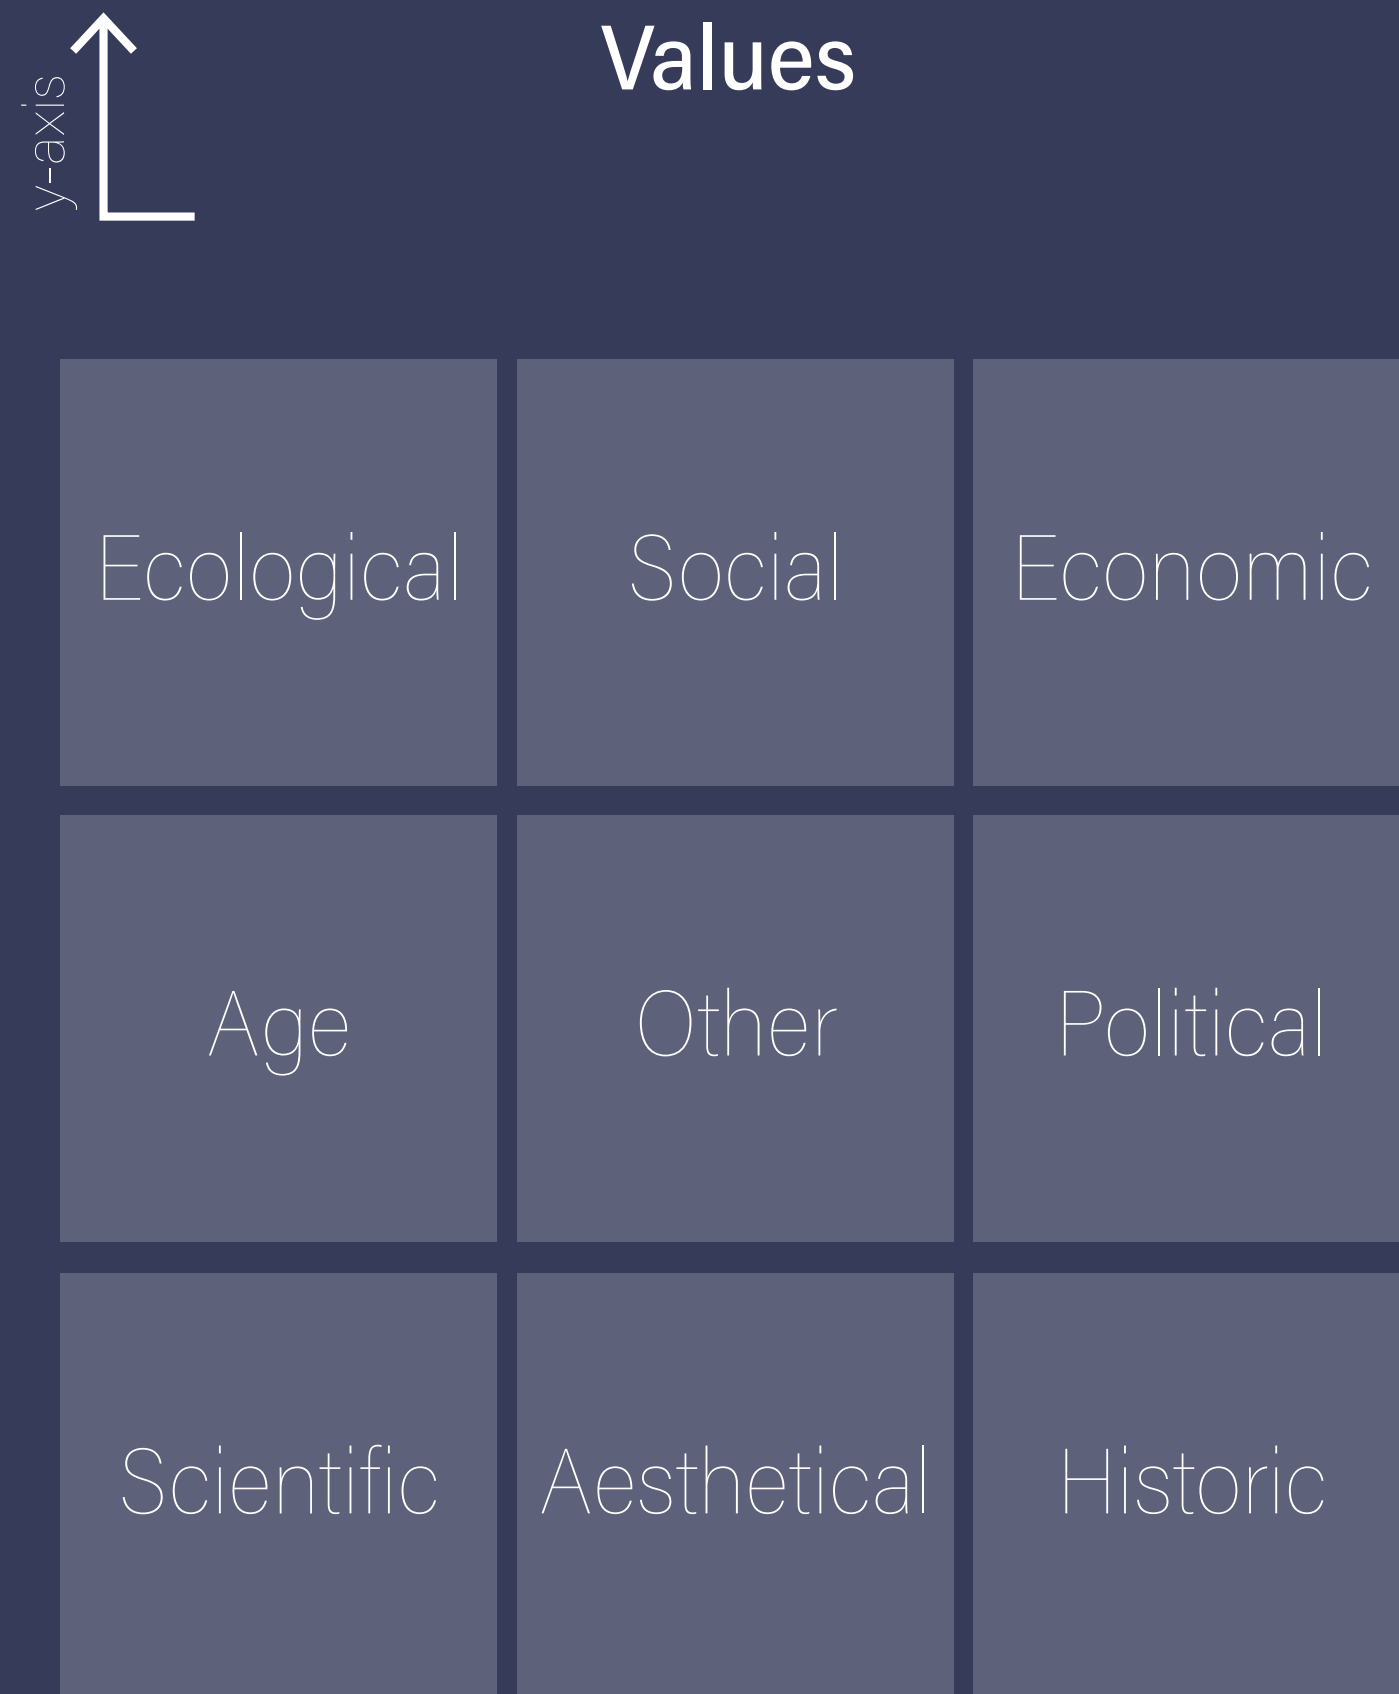 Values
y-axis
Ecological
Social
Economic
Age
Other
Political
Scientific
Aesthetical
Historic